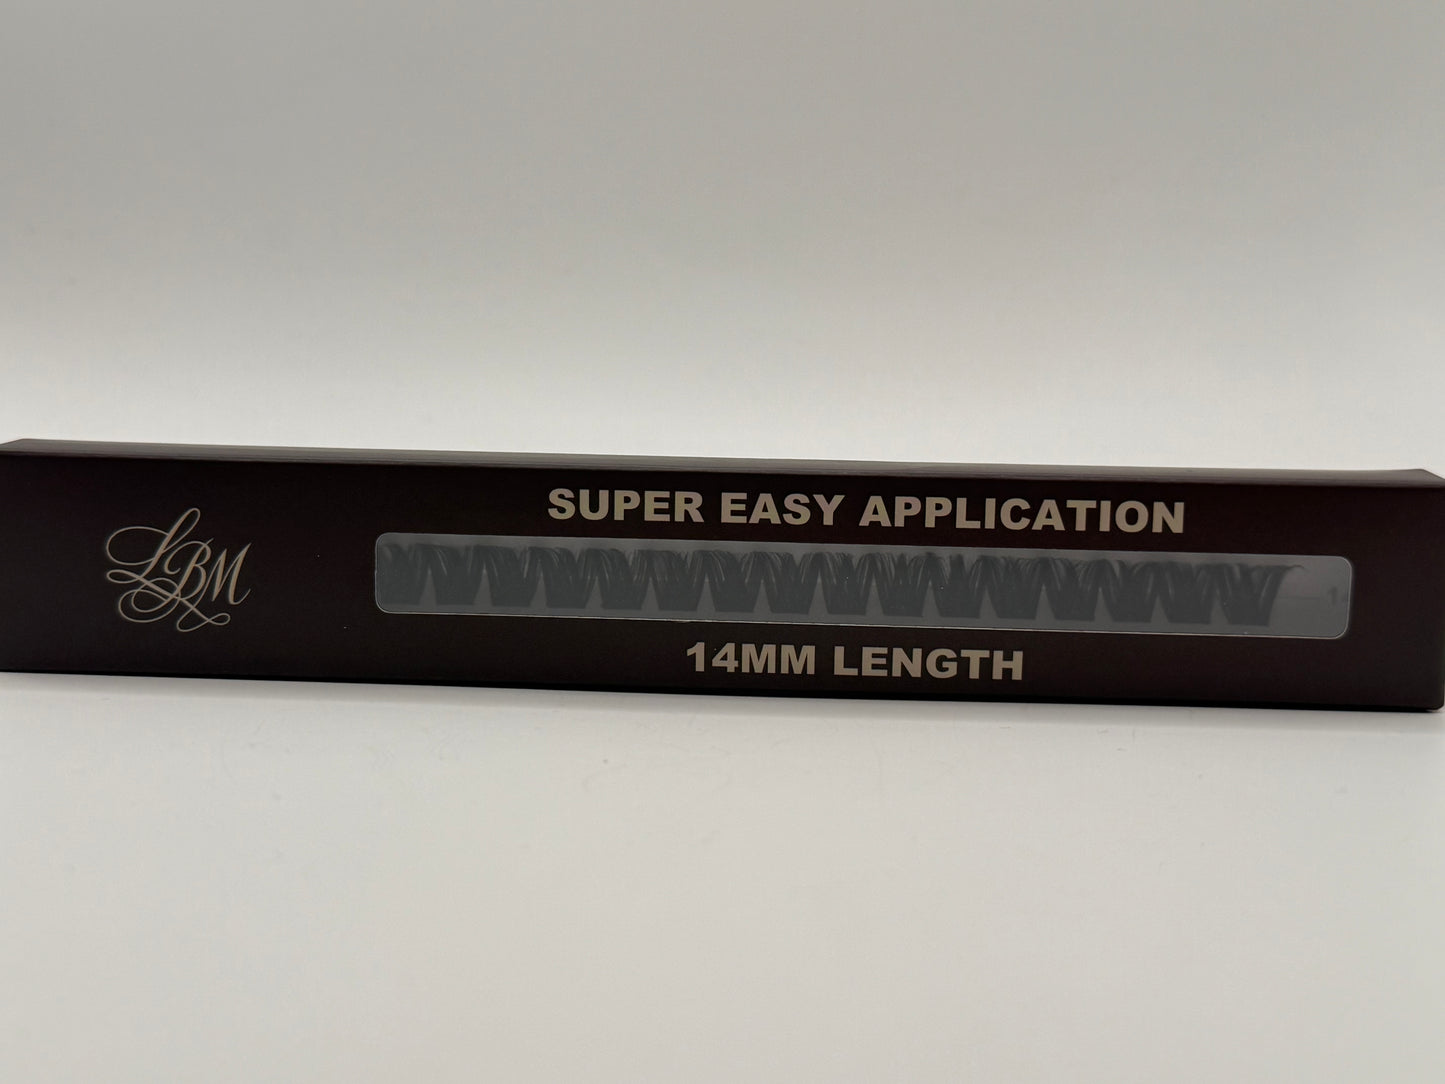 SUPER EASY APPLICATION
LBM
14MM LENGTH